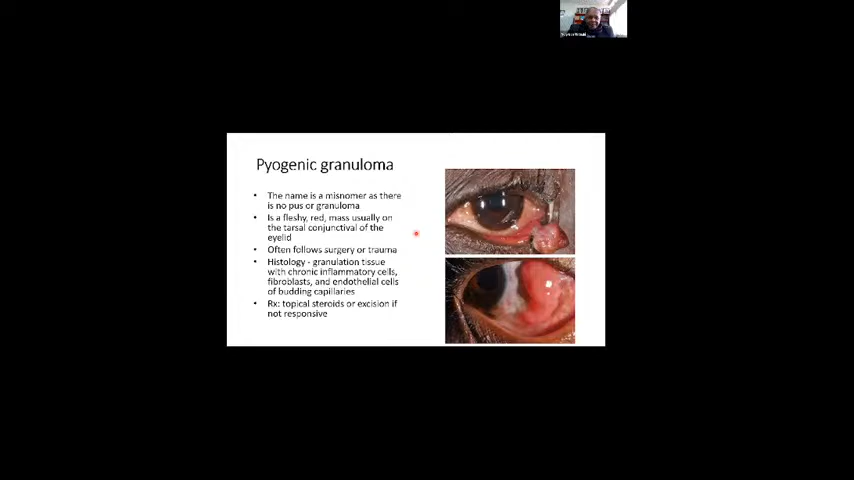 Pyogenic granuloma
• The name is a misnomer as there
is no pus or granuloma
• Is a fleshy, red, mass usually on
the tarsal conjunctival of the
eyelid
• Often follows surgery or trauma
• Histology - granulation tissue
with chronic inflammatory cells,
fibroblasts, and endothelial cells
of budding capillaries
• Rx: topical steroids or excision if
not responsive